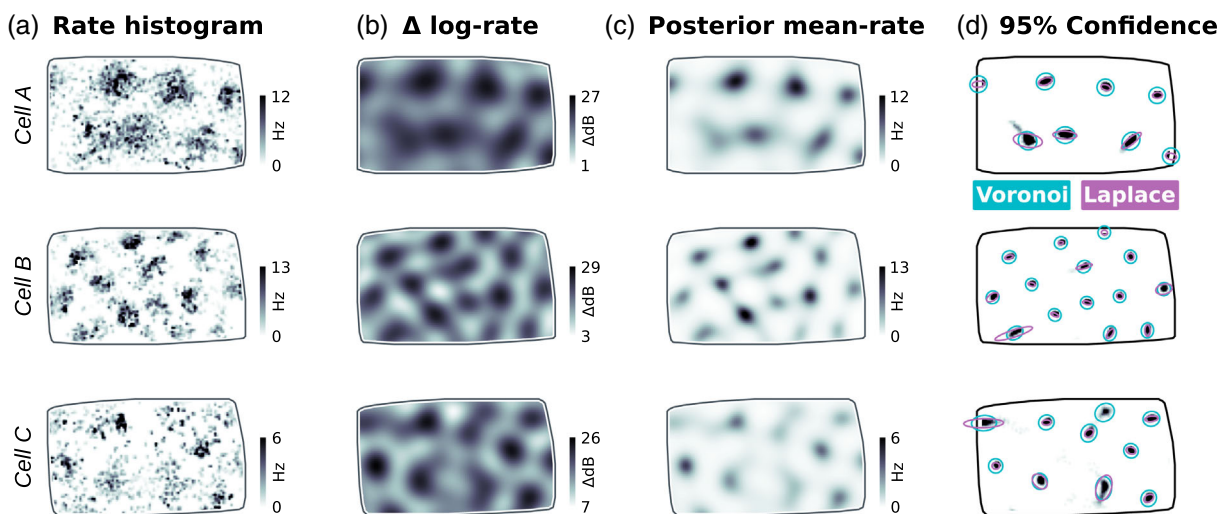 (a) Rate histogram (b) Δ log-rate (c) Posterior mean-rate (d) 95% Confidence
Cell A
12
Hz
0
27
ΔdB
1
12
Hz
0
Voronoi Laplace
Cell B
13
Hz
0
29
ΔdB
3
13
Hz
0
Cell C
6
Hz
0
26
ΔdB
7
6
Hz
0